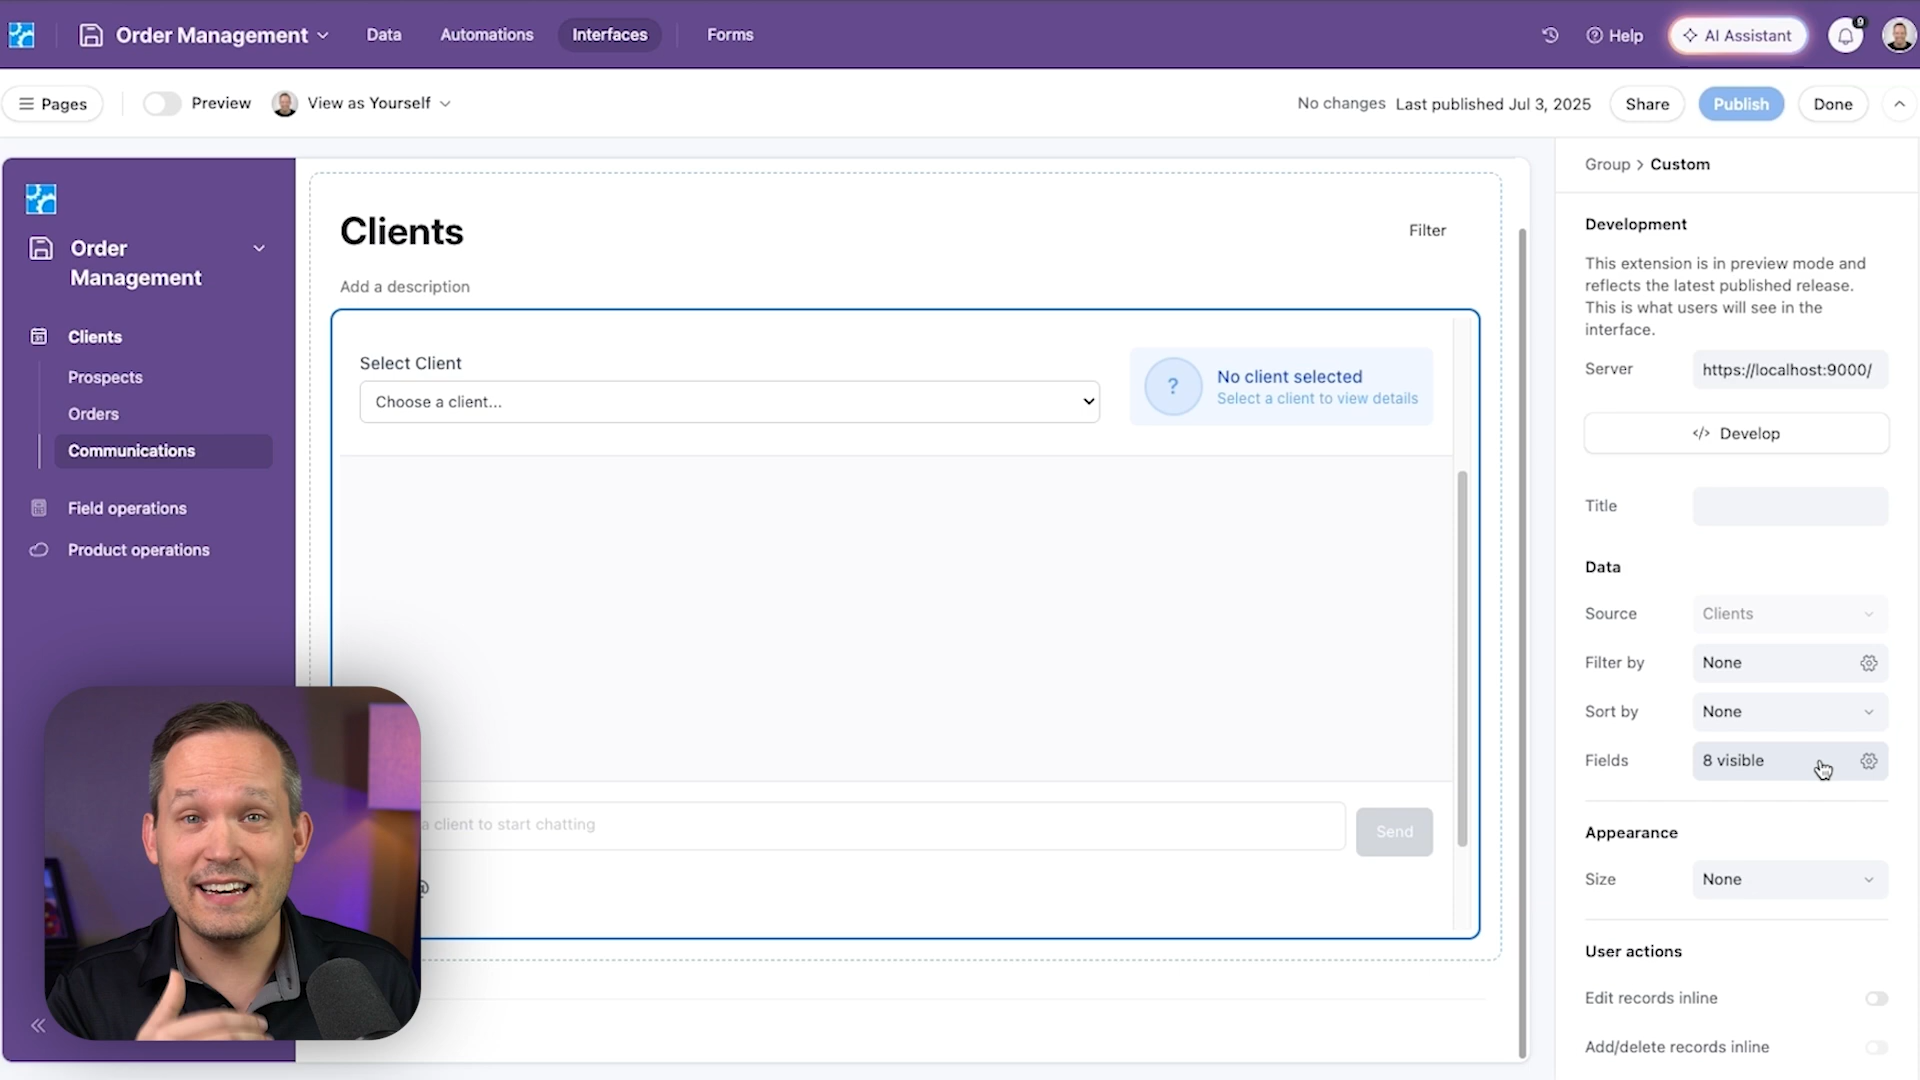 Order Management
Data
Automations
Interfaces
Forms
Help
AI Assistant
9
Pages
Preview
View as Yourself
No changes
Last published Jul 3, 2025
Share
Publish
Done
Order
Management
Clients
Prospects
Orders
Communications
Field operations
Product operations
Clients
Filter
Add a description
Select Client
Choose a client...
?
No client selected
Select a client to view details
a client to start chatting
Send
@
Group > Custom
Development
This extension is in preview mode and
reflects the latest published release.
This is what users will see in the
interface.
Server
https://localhost:9000/
</> Develop
Title
Data
Source
Clients
Filter by
None
Sort by
None
Fields
8 visible
Appearance
Size
None
User actions
Edit records inline
Add/delete records inline